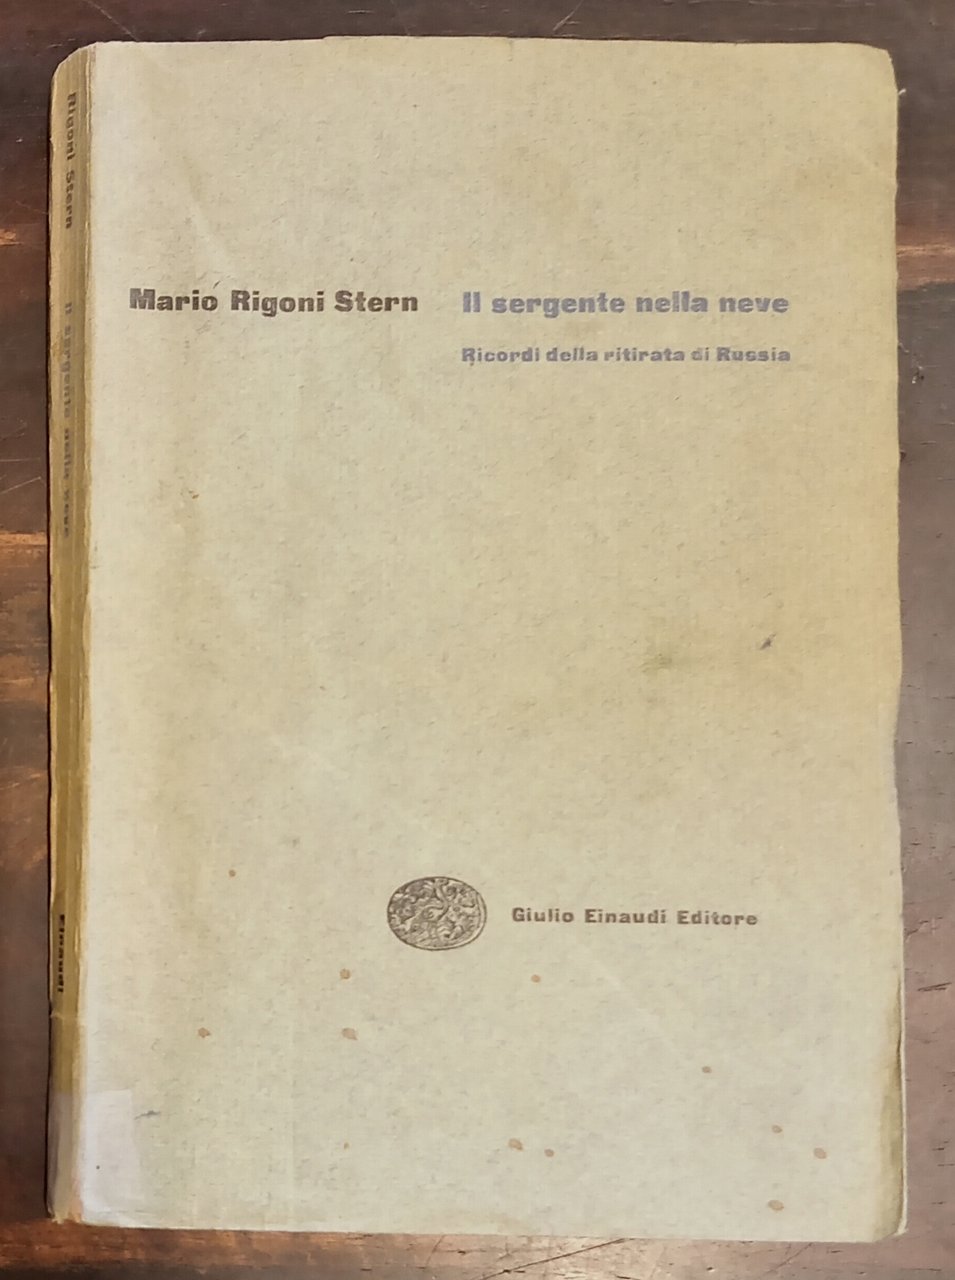 Mario Rigoni Stern
Il sergente nella neve
Ricordi della ritirata di Russia
Giulio Einaudi Editore
Rigoni Stern
Il sergente nella neve
Einaudi